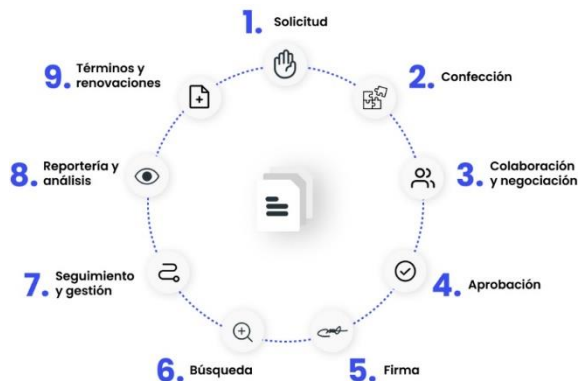 1. Solicitud
2. Confección
3. Colaboración
y negociación
4. Aprobación
5. Firma
6. Búsqueda
7. Seguimiento
y gestión
8. Reportería y
análisis
9. Términos y
renovaciones